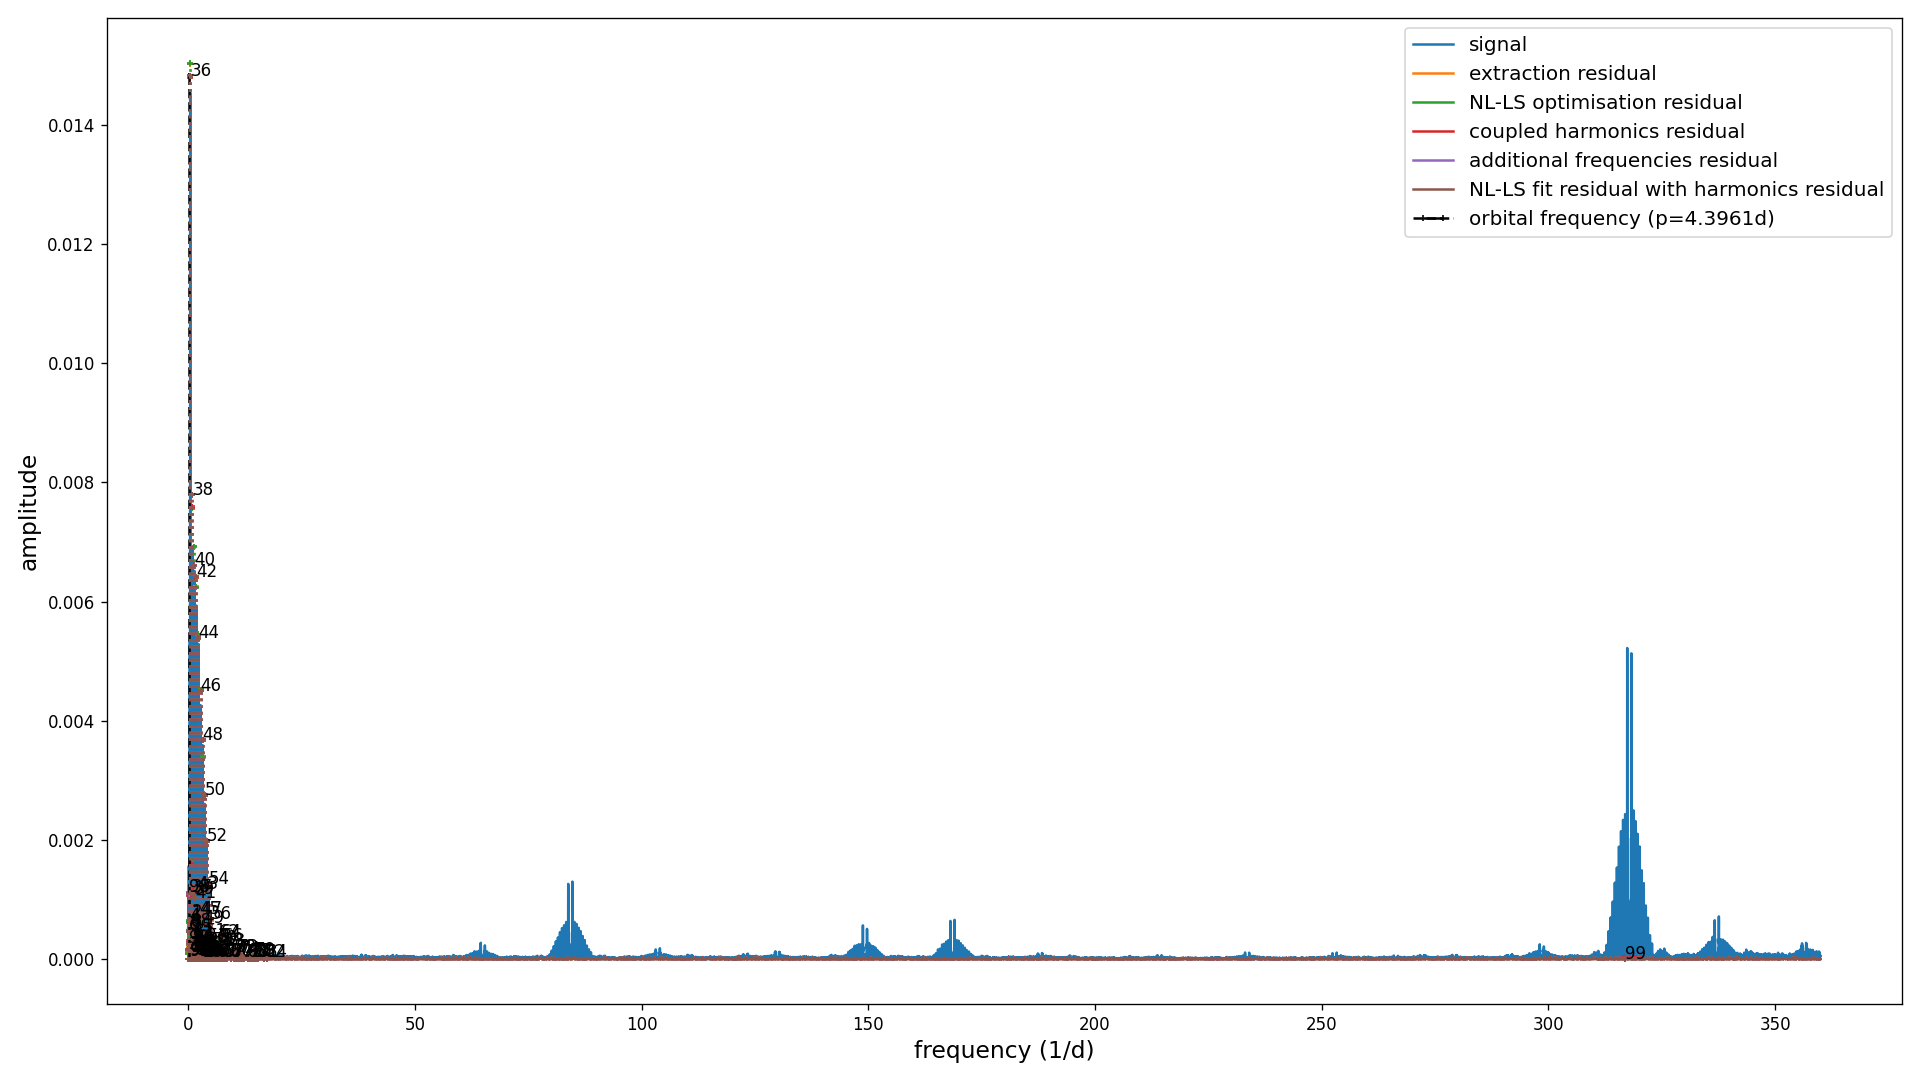 signal
extraction residual
NL-LS optimisation residual
coupled harmonics residual
additional frequencies residual
NL-LS fit residual with harmonics residual
orbital frequency (p=4.3961d)
amplitude
0.014
0.012
0.010
0.008
0.006
0.004
0.002
0.000
36
38
40
42
44
46
48
50
52
54
99
0 50 100 150 200 250 300 350
frequency (1/d)